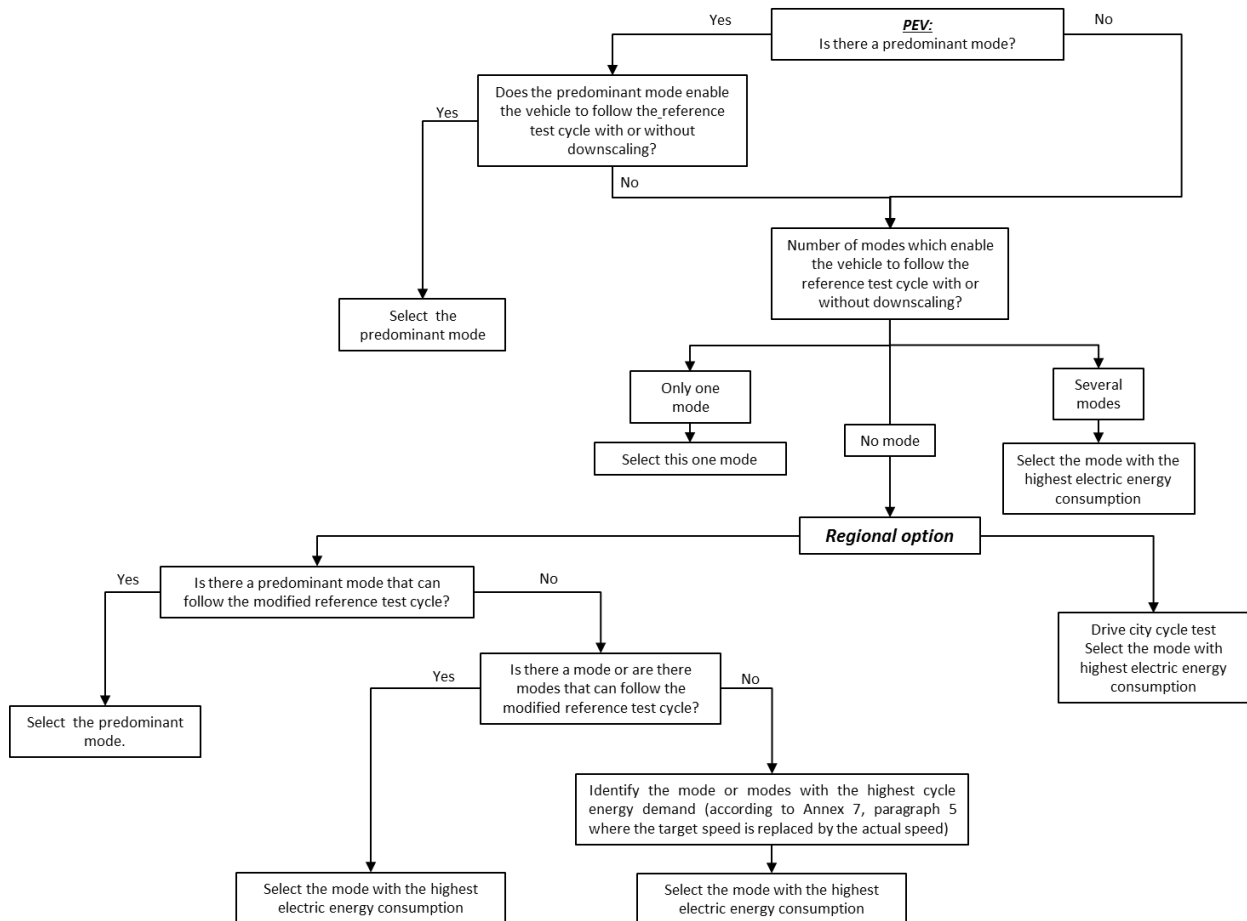 Yes
PEV:
No
Is there a predominant mode?
Does the predominant mode enable
the vehicle to follow the reference
test cycle with or without
downscaling?
Yes
No
Number of modes which enable
the vehicle to follow the
reference test cycle with or
without downscaling?
Select the
predominant mode
Only one
mode
Several
modes
No mode
Select this one mode
Select the mode with the
highest electric energy
consumption
Regional option
Yes
Is there a predominant mode that can
follow the modified reference test cycle?
No
Drive city cycle test
Select the mode with
highest electric energy
consumption
Yes
Is there a mode or are there
modes that can follow the
modified reference test cycle?
No
Select the predominant
mode.
Identify the mode or modes with the highest cycle
energy demand (according to Annex 7, paragraph 5
where the target speed is replaced by the actual speed)
Select the mode with the highest
electric energy consumption
Select the mode with the highest
electric energy consumption